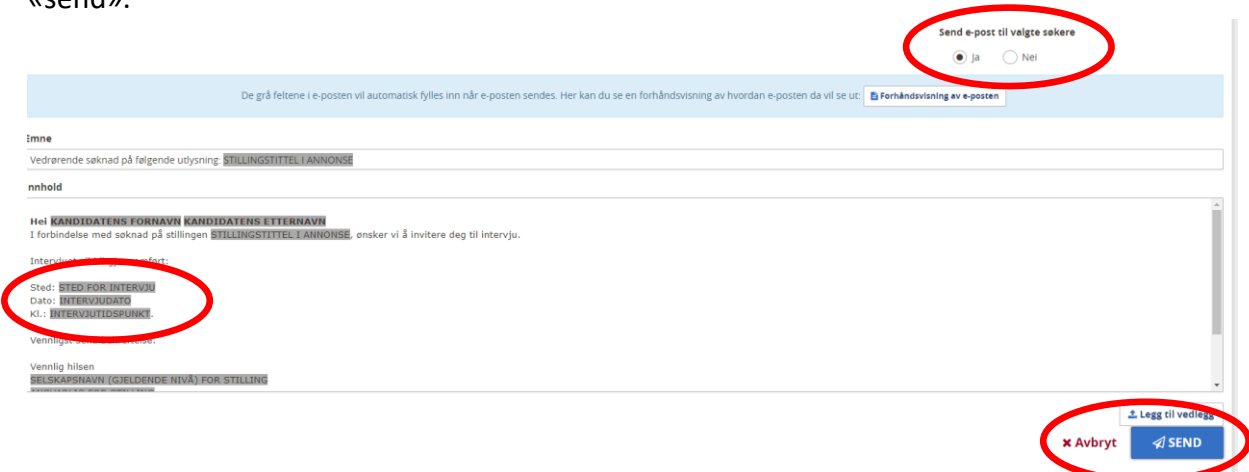 «send».
Send e-post til valgte søkere
Ja Nei
De grå feltene i e-posten vil automatisk fylles inn når e-posten sendes. Her kan du se en forhåndsvisning av hvordan e-posten da vil se ut: Forhåndsvisning av e-posten
Emne
Vedrørende søknad på følgende utlysning: STILLINGSTITTEL I ANNONSE
nnhold
Hei KANDIDATENS FORNAVN KANDIDATENS ETTERNAVN
I forbindelse med søknad på stillingen STILLINGSTITTEL I ANNONSE, ønsker vi å invitere deg til intervju.
Sted: STED FOR INTERVJU
Dato: INTERVJUDATO
Kl.: INTERVJUTIDSPUNKT.
Vennligst
Vennlig hilsen
SELSKAPSNAVN (GJELDENDE NIVÅ) FOR STILLING
Legg til vedlegg
Avbryt SEND